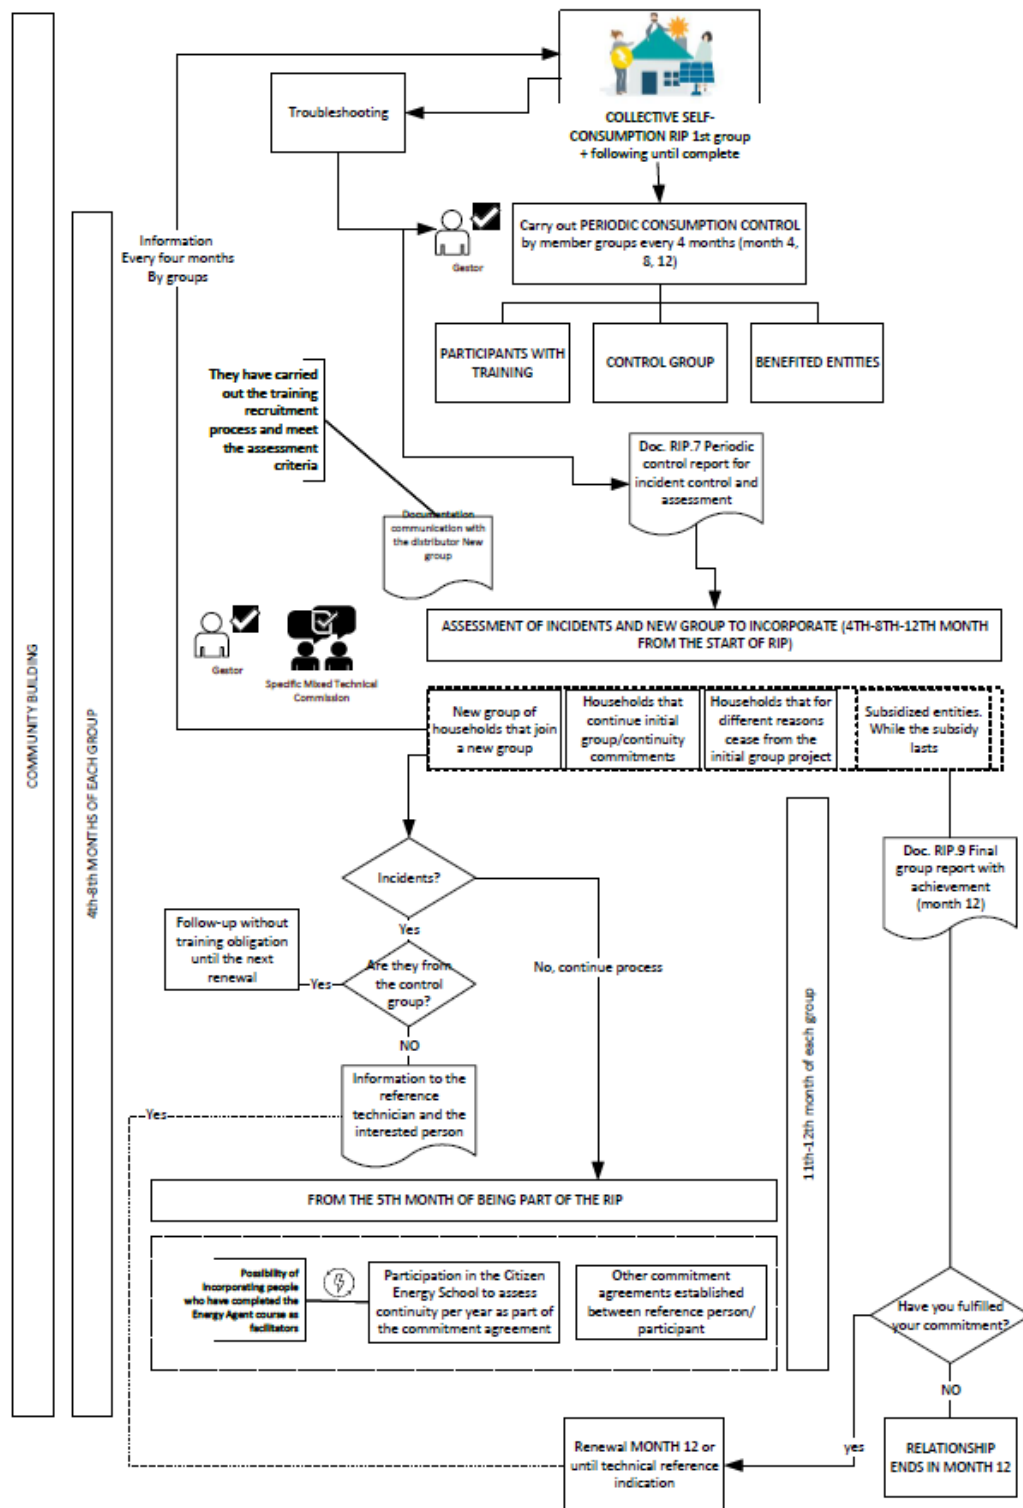 COLLECTIVE SELF-
CONSUMPTION RIP 1st group
+ following until complete
Troubleshooting
Information
Every four months
By groups
Gestor
Carry out PERIODIC CONSUMPTION CONTROL
by member groups every 4 months (month 4,
8, 12)
PARTICIPANTS WITH
TRAINING
CONTROL GROUP
BENEFITED ENTITIES
They have carried
out the training
recruitment
process and meet
the assessment
criteria
Doc. RIP.7 Periodic
control report for
incident control and
assessment
Documentation
communication with
the distributor New
group
Gestor
Specific Mixed Technical
Commission
ASSESSMENT OF INCIDENTS AND NEW GROUP TO INCORPORATE (4TH-8TH-12TH MONTH
FROM THE START OF RIP)
New group of
households that join
a new group
Households that
continue initial
group/continuity
commitments
Households that for
different reasons
cease from the
initial group project
Subsidized entities.
While the subsidy
lasts
COMMUNITY BUILDING
4th-8th MONTHS OF EACH GROUP
11th-12th month of each group
Incidents?
Yes
No, continue process
Follow-up without
training obligation
until the next
renewal
Yes
Are they from
the control
group?
NO
Information to the
reference
technician and the
interested person
Yes
Doc. RIP.9 Final
group report with
achievement
(month 12)
FROM THE 5TH MONTH OF BEING PART OF THE RIP
Possibility of
incorporating people
who have completed the
Energy Agent course as
facilitators
Participation in the Citizen
Energy School to assess
continuity per year as part
of the commitment agreement
Other commitment
agreements established
between reference person/
participant
Have you fulfilled
your commitment?
NO
yes
Renewal MONTH 12 or
until technical reference
indication
RELATIONSHIP
ENDS IN MONTH 12